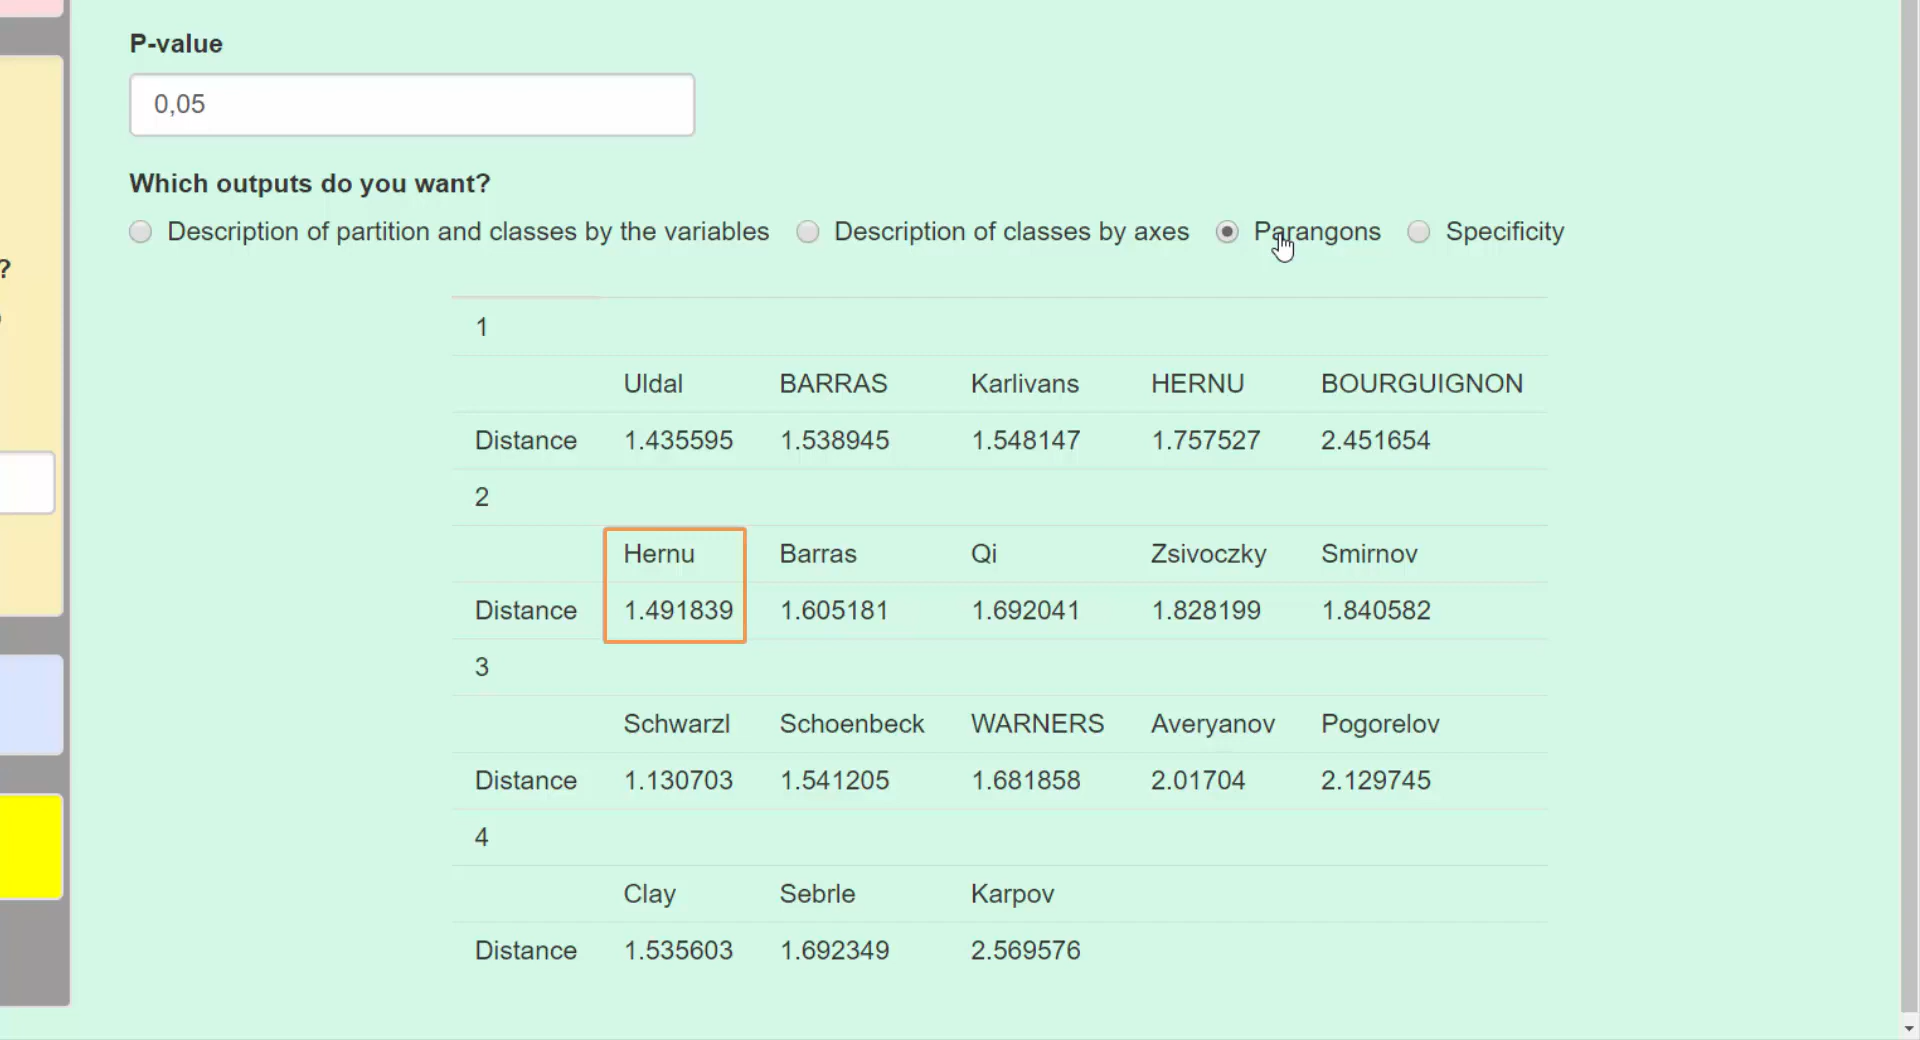 P-value
0,05
Which outputs do you want?
Description of partition and classes by the variables Description of classes by axes Parangons Specificity
?
1
Uldal BARRAS Karlivans HERNU BOURGUIGNON
Distance 1.435595 1.538945 1.548147 1.757527 2.451654
2
Hernu Barras Qi Zsivoczky Smirnov
Distance 1.491839 1.605181 1.692041 1.828199 1.840582
3
Schwarzl Schoenbeck WARNERS Averyanov Pogorelov
Distance 1.130703 1.541205 1.681858 2.01704 2.129745
4
Clay Sebrle Karpov
Distance 1.535603 1.692349 2.569576